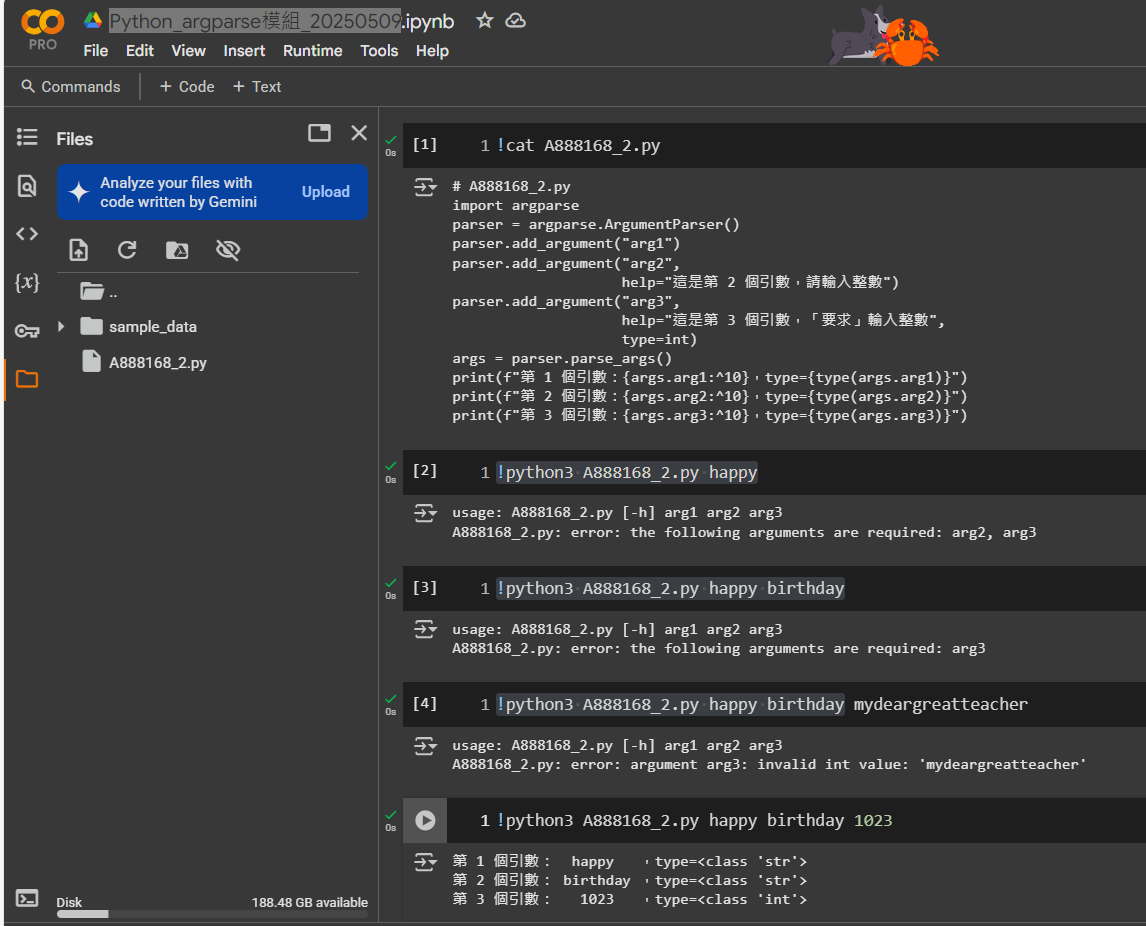 CO Python_argparse模組_20250509.ipynb
PRO File Edit View Insert Runtime Tools Help
Commands + Code + Text
Files
Analyze your files with
code written by Gemini
Upload
{x}
..
sample_data
A888168_2.py
Disk 188.48 GB available
0s [1] 1 !cat A888168_2.py
# A888168_2.py
import argparse
parser = argparse.ArgumentParser()
parser.add_argument("arg1")
parser.add_argument("arg2",
help="這是第 2 個引數，請輸入整數")
parser.add_argument("arg3",
help="這是第 3 個引數，「要求」輸入整數",
type=int)
args = parser.parse_args()
print(f"第 1 個引數：{args.arg1:^10}，type={type(args.arg1)}")
print(f"第 2 個引數：{args.arg2:^10}，type={type(args.arg2)}")
print(f"第 3 個引數：{args.arg3:^10}，type={type(args.arg3)}")
0s [2] 1 !python3 A888168_2.py happy
usage: A888168_2.py [-h] arg1 arg2 arg3
A888168_2.py: error: the following arguments are required: arg2, arg3
0s [3] 1 !python3 A888168_2.py happy birthday
usage: A888168_2.py [-h] arg1 arg2 arg3
A888168_2.py: error: the following arguments are required: arg3
0s [4] 1 !python3 A888168_2.py happy birthday mydeargreatteacher
usage: A888168_2.py [-h] arg1 arg2 arg3
A888168_2.py: error: argument arg3: invalid int value: 'mydeargreatteacher'
0s 1 !python3 A888168_2.py happy birthday 1023
第 1 個引數：  happy   ，type=<class 'str'>
第 2 個引數： birthday ，type=<class 'str'>
第 3 個引數：   1023   ，type=<class 'int'>